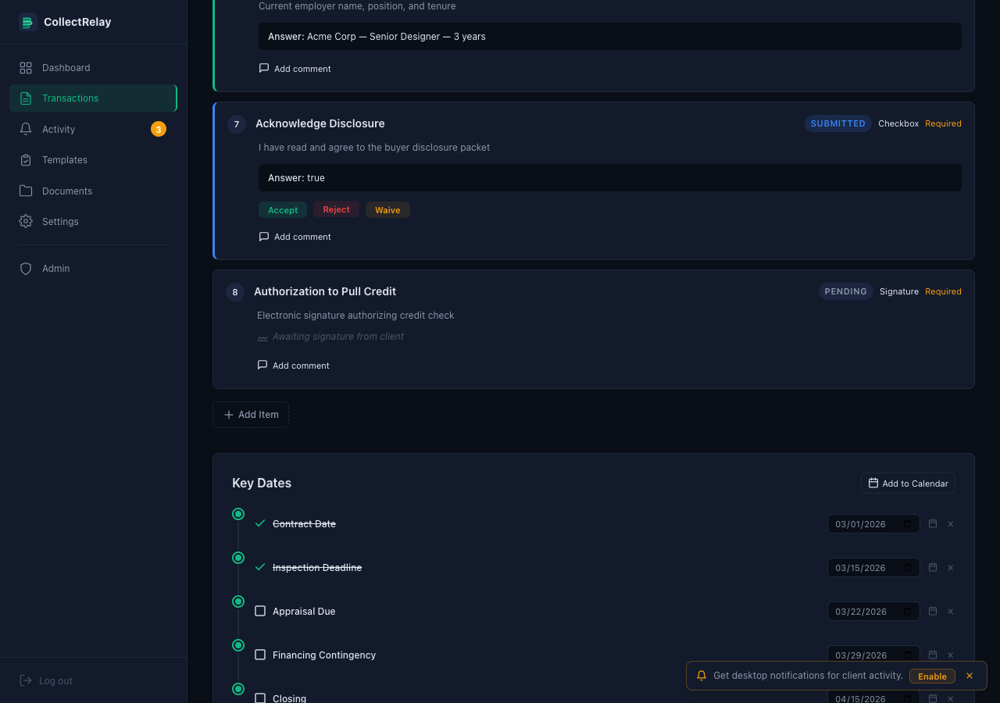 CollectRelay
Dashboard
Transactions
Activity
3
Templates
Documents
Settings
Admin
Log out
Current employer name, position, and tenure
Answer: Acme Corp — Senior Designer — 3 years
Add comment
7
Acknowledge Disclosure
SUBMITTED
Checkbox
Required
I have read and agree to the buyer disclosure packet
Answer: true
Accept
Reject
Waive
Add comment
8
Authorization to Pull Credit
PENDING
Signature
Required
Electronic signature authorizing credit check
Awaiting signature from client
Add comment
Add Item
Key Dates
Add to Calendar
Contract Date
03/01/2026
Inspection Deadline
03/15/2026
Appraisal Due
03/22/2026
Financing Contingency
03/29/2026
Get desktop notifications for client activity.
Enable
Closing
04/15/2026